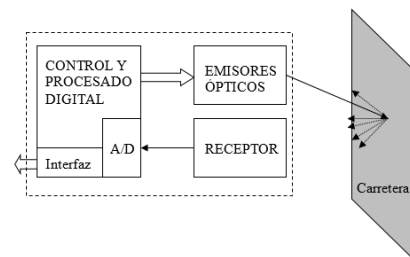 CONTROL Y
PROCESADO
DIGITAL
EMISORES
ÓPTICOS
A/D
RECEPTOR
Interfaz
Carretera